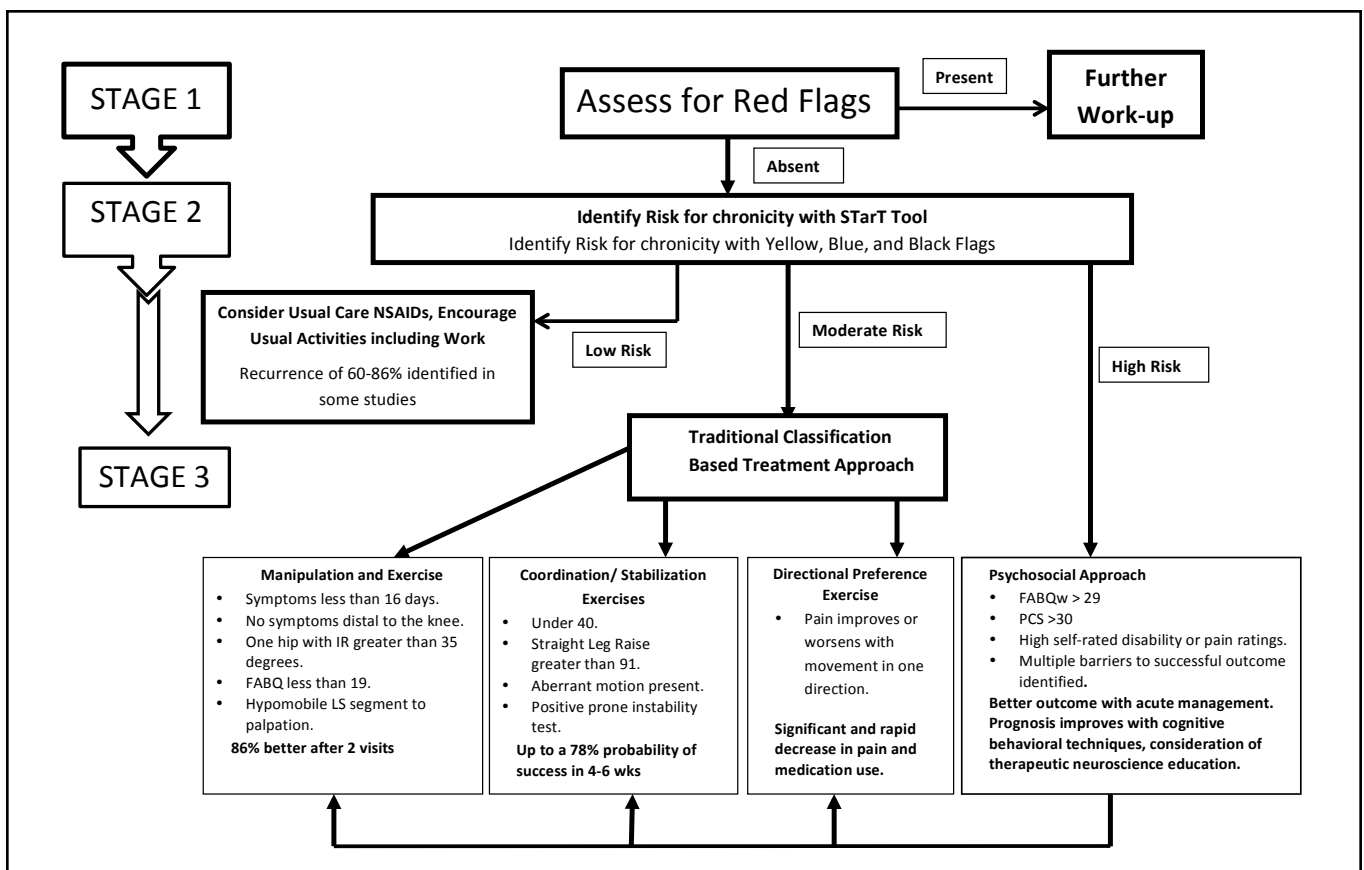 STAGE 1
STAGE 2
STAGE 3
Assess for Red Flags
Present
Further
Work-up
Absent
Identify Risk for chronicity with STarT Tool
Identify Risk for chronicity with Yellow, Blue, and Black Flags
Consider Usual Care NSAIDs, Encourage
Usual Activities including Work
Recurrence of 60-86% identified in
some studies
Low Risk
Moderate Risk
High Risk
Traditional Classification
Based Treatment Approach
Manipulation and Exercise
• Symptoms less than 16 days.
• No symptoms distal to the knee.
• One hip with IR greater than 35
degrees.
• FABQ less than 19.
• Hypomobile LS segment to
palpation.
86% better after 2 visits
Coordination/ Stabilization
Exercises
• Under 40.
• Straight Leg Raise
greater than 91.
• Aberrant motion present.
• Positive prone instability
test.
Up to a 78% probability of
success in 4-6 wks
Directional Preference
Exercise
• Pain improves or
worsens with
movement in one
direction.
Significant and rapid
decrease in pain and
medication use.
Psychosocial Approach
• FABQw > 29
• PCS >30
• High self-rated disability or pain ratings.
• Multiple barriers to successful outcome
identified.
Better outcome with acute management.
Prognosis improves with cognitive
behavioral techniques, consideration of
therapeutic neuroscience education.